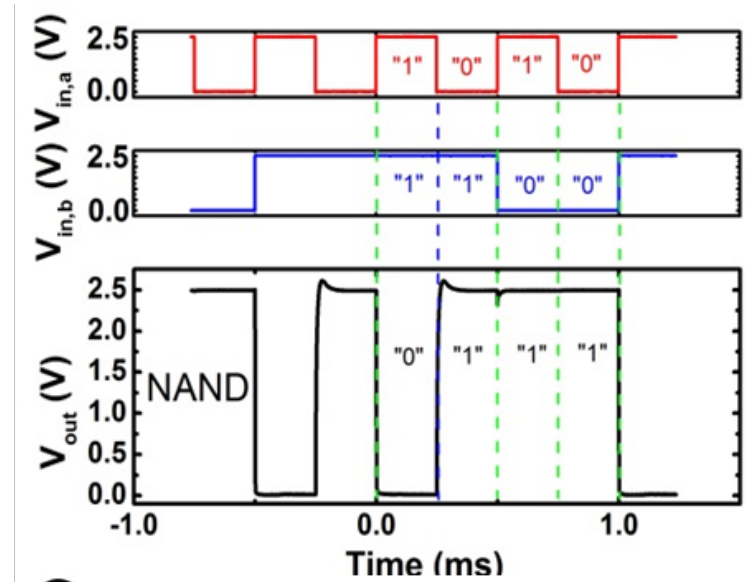 V_in,a (V)
2.5
0.0
"1" "0" "1" "0"
V_in,b (V)
2.5
0.0
"1" "1" "0" "0"
V_out (V)
2.5
2.0
1.5
1.0
0.5
0.0
"0" "1" "1" "1"
NAND
-1.0 0.0 1.0
Time (ms)